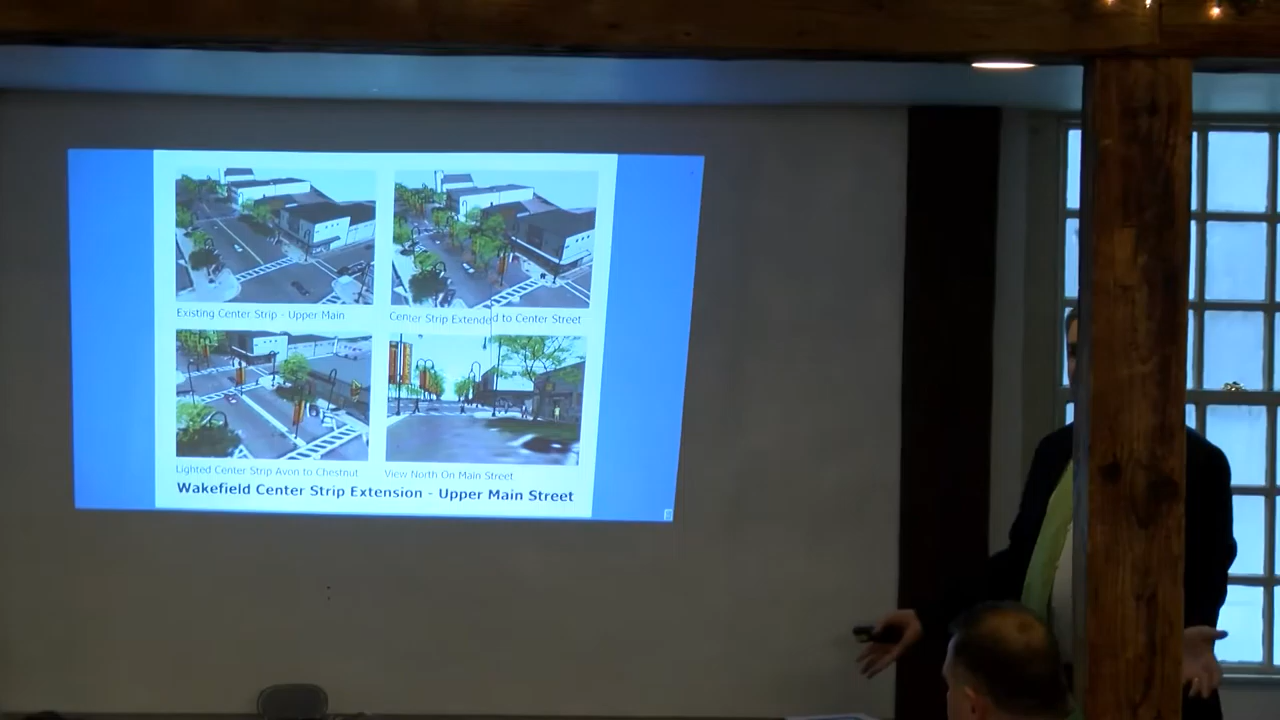 Existing Center Strip - Upper Main
Center Strip Extended to Center Street
Lighted Center Strip Avon to Chestnut
View North On Main Street
Wakefield Center Strip Extension - Upper Main Street